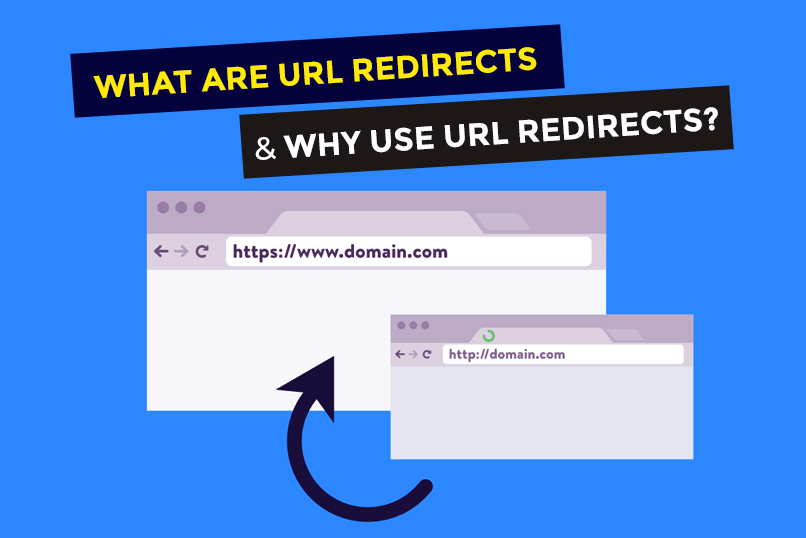 WHAT ARE URL REDIRECTS
& WHY USE URL REDIRECTS?
https://www.domain.com
http://domain.com